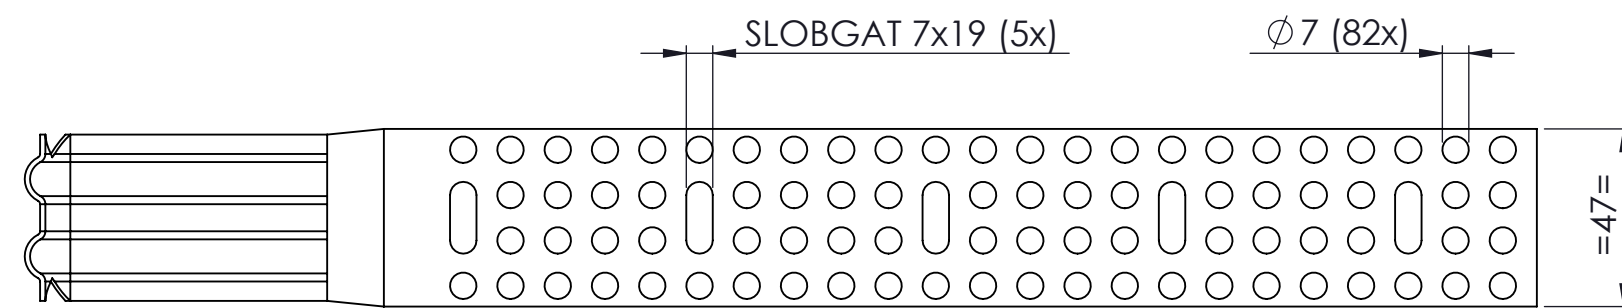 SLOBGAT 7x19 (5x)
∅7 (82x)
=47=